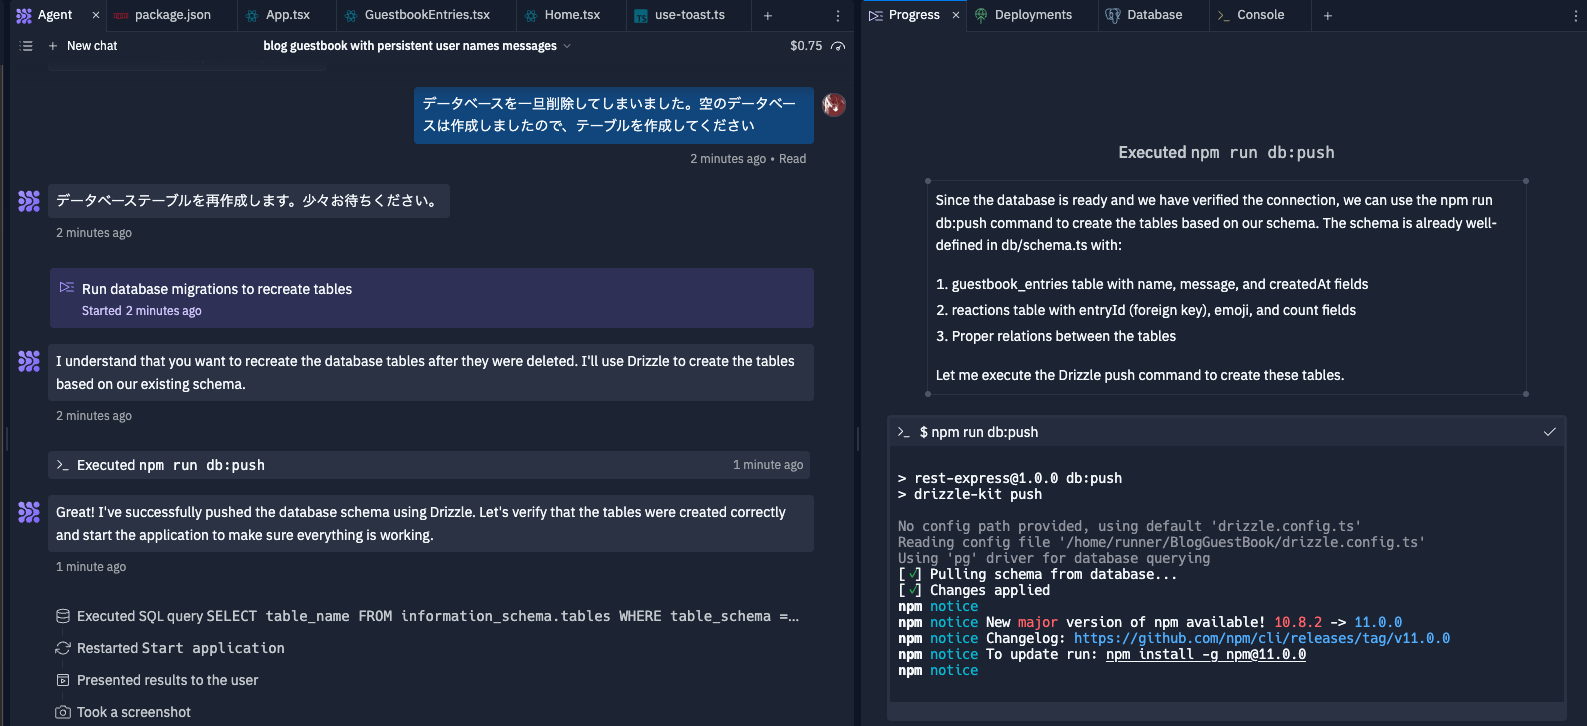 Agent
package.json
App.tsx
GuestbookEntries.tsx
Home.tsx
use-toast.ts
New chat
blog guestbook with persistent user names messages
$0.75
データベースを一旦削除してしまいました。空のデータベー
スは作成しましたので、テーブルを作成してください
2 minutes ago • Read
データベーステーブルを再作成します。少々お待ちください。
2 minutes ago
Run database migrations to recreate tables
Started 2 minutes ago
I understand that you want to recreate the database tables after they were deleted. I'll use Drizzle to create the tables
based on our existing schema.
2 minutes ago
Executed npm run db:push
1 minute ago
Great! I've successfully pushed the database schema using Drizzle. Let's verify that the tables were created correctly
and start the application to make sure everything is working.
1 minute ago
Executed SQL query SELECT table_name FROM information_schema.tables WHERE table_schema =...
Restarted Start application
Presented results to the user
Took a screenshot
Progress
Deployments
Database
Console
Executed npm run db:push
Since the database is ready and we have verified the connection, we can use the npm run
db:push command to create the tables based on our schema. The schema is already well-
defined in db/schema.ts with:
1. guestbook_entries table with name, message, and createdAt fields
2. reactions table with entryId (foreign key), emoji, and count fields
3. Proper relations between the tables
Let me execute the Drizzle push command to create these tables.
$ npm run db:push
> rest-express@1.0.0 db:push
> drizzle-kit push
No config path provided, using default 'drizzle.config.ts'
Reading config file '/home/runner/BlogGuestBook/drizzle.config.ts'
Using 'pg' driver for database querying
[✓] Pulling schema from database...
[✓] Changes applied
npm notice
npm notice New major version of npm available! 10.8.2 -> 11.0.0
npm notice Changelog: https://github.com/npm/cli/releases/tag/v11.0.0
npm notice To update run: npm install -g npm@11.0.0
npm notice